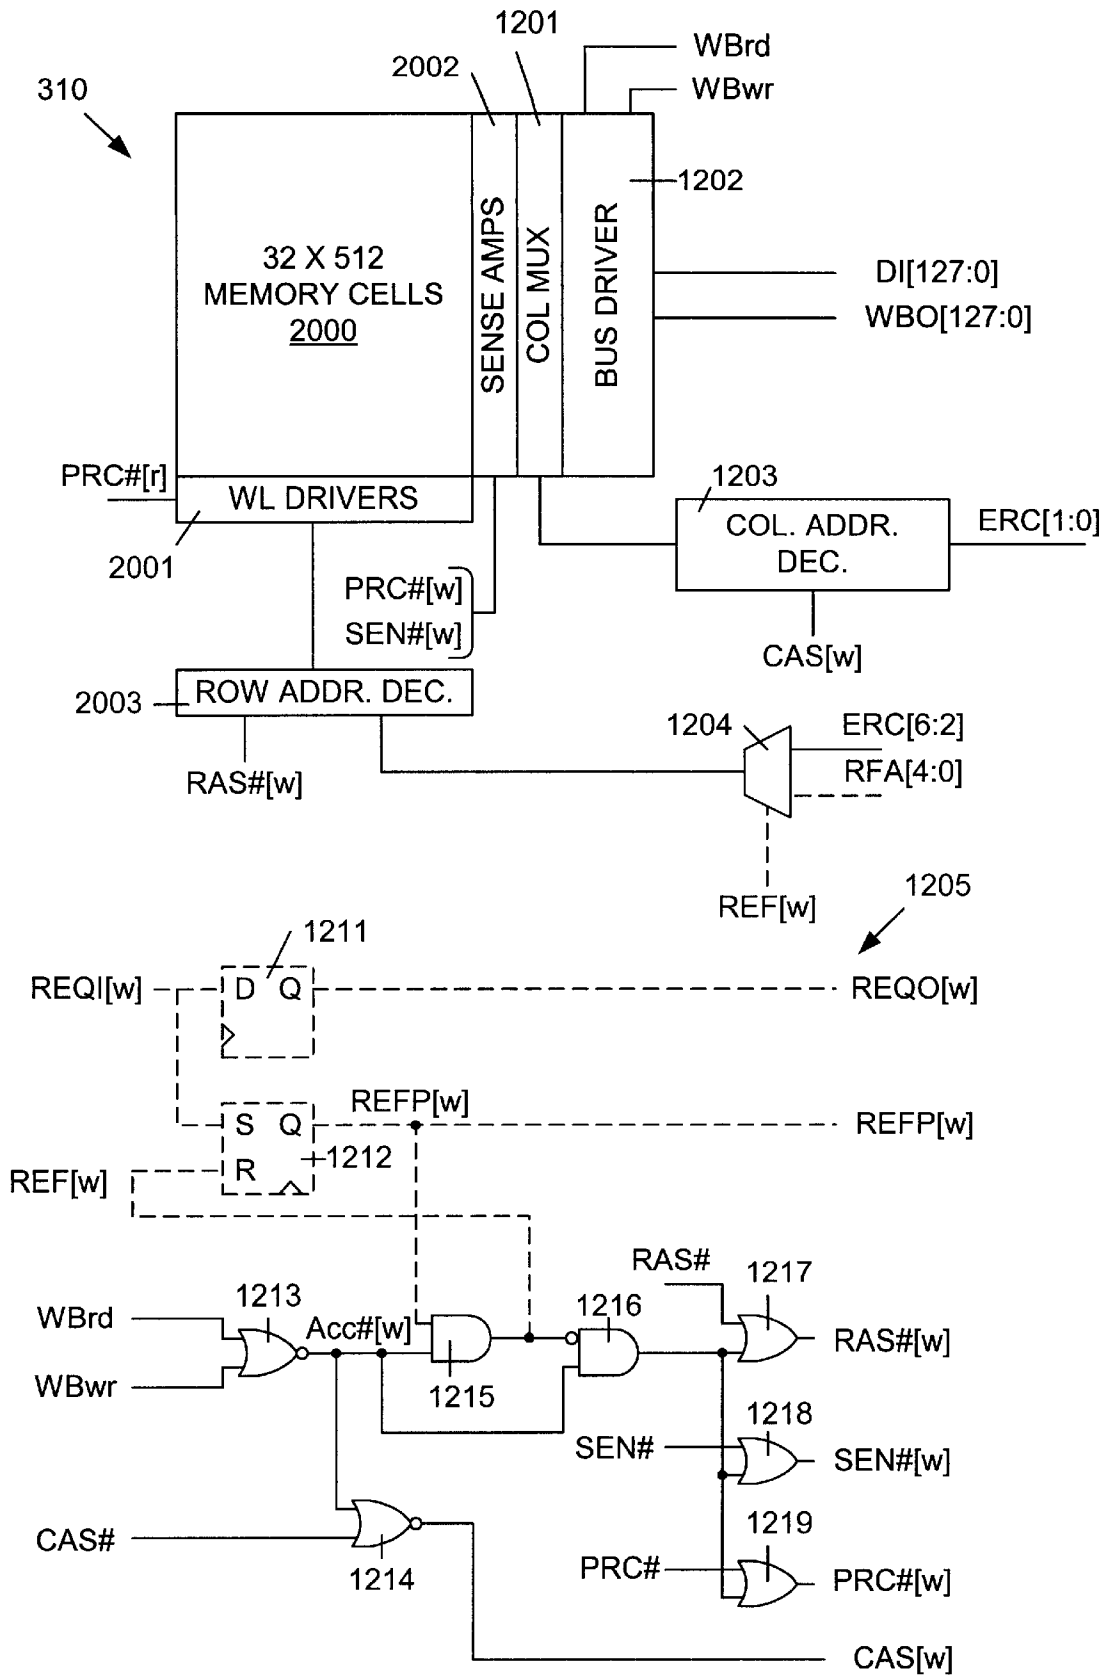 1201
WBrd
2002
310
WBwr
1202
32 X 512
MEMORY CELLS
2000
SENSE AMPS
COL MUX
BUS DRIVER
DI[127:0]
WBO[127:0]
PRC#[r]
WL DRIVERS
2001
1203
COL. ADDR.
DEC.
ERC[1:0]
PRC#[w]
SEN#[w]
CAS[w]
2003
ROW ADDR. DEC.
RAS#[w]
1204
ERC[6:2]
RFA[4:0]
REF[w]
1205
1211
REQI[w]
D Q
REQO[w]
REFP[w]
S Q
R
1212
REFP[w]
REF[w]
RAS#
1217
1213
1216
WBrd
Acc#[w]
RAS#[w]
WBwr
1215
1218
SEN#
SEN#[w]
CAS#
1214
1219
PRC#
PRC#[w]
CAS[w]